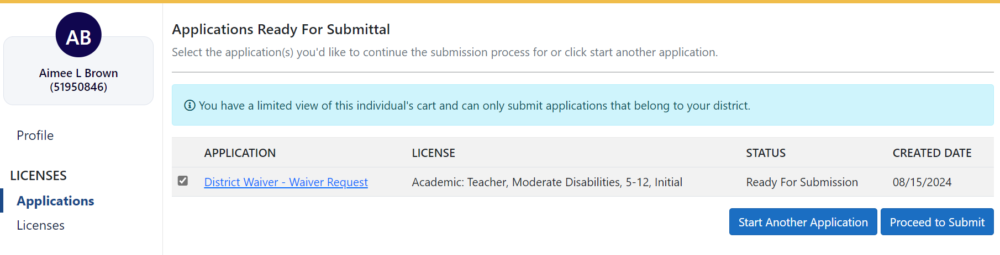 AB
Aimee L Brown
(51950846)
Profile
LICENSES
Applications
Licenses
Applications Ready For Submittal
Select the application(s) you'd like to continue the submission process for or click start another application.
You have a limited view of this individual's cart and can only submit applications that belong to your district.
APPLICATION LICENSE STATUS CREATED DATE
District Waiver - Waiver Request Academic: Teacher, Moderate Disabilities, 5-12, Initial Ready For Submission 08/15/2024
Start Another Application Proceed to Submit